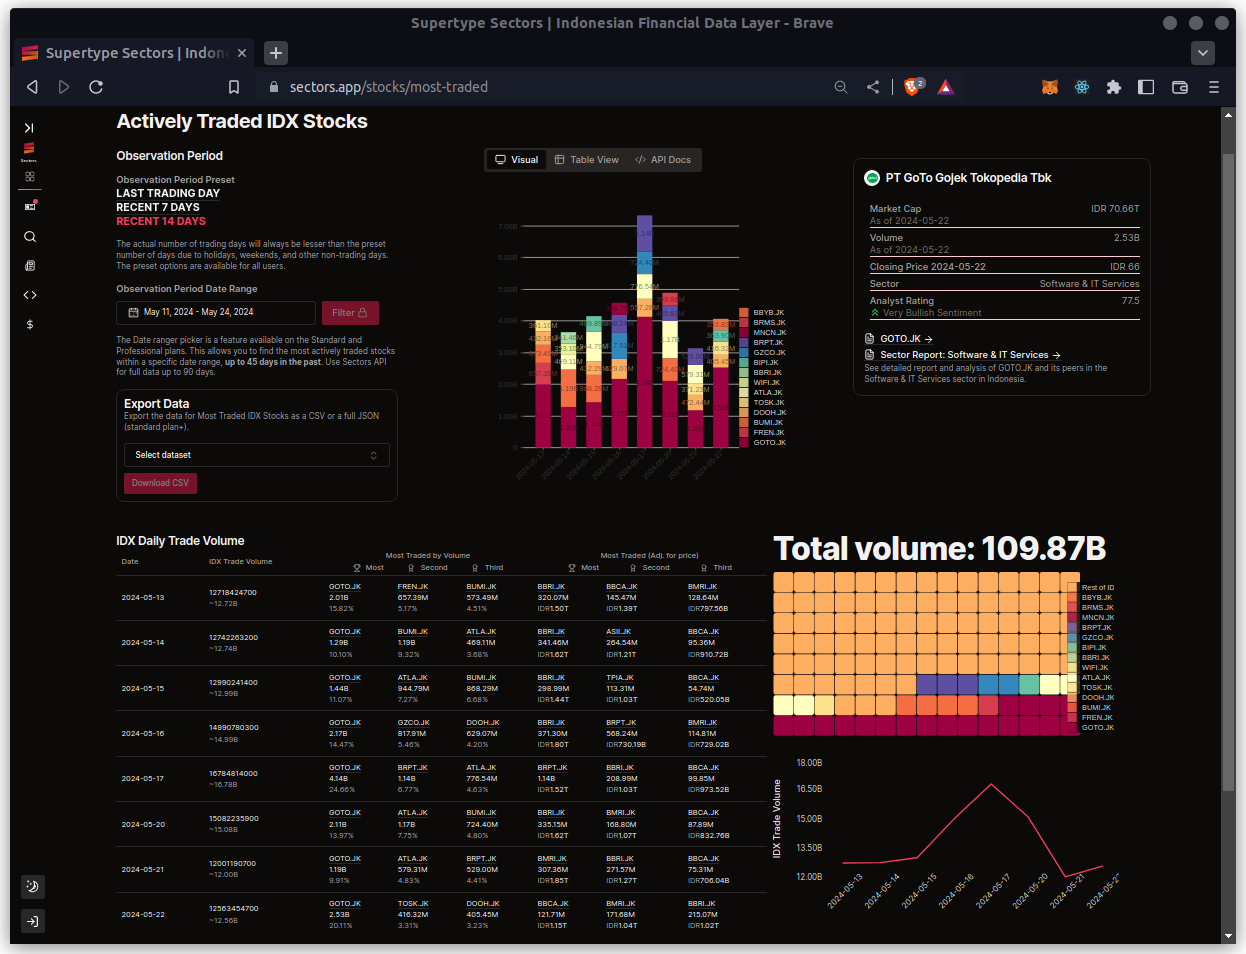 Supertype Sectors | Indonesian Financial Data Layer - Brave
Supertype Sectors | Indon
sectors.app/stocks/most-traded
2
Sectors
Actively Traded IDX Stocks
Observation Period
Observation Period Preset
LAST TRADING DAY
RECENT 7 DAYS
RECENT 14 DAYS
The actual number of trading days will always be lesser than the preset
number of days due to holidays, weekends, and other non-trading days.
The preset options are available for all users.
Observation Period Date Range
May 11, 2024 - May 24, 2024
Filter
The Date ranger picker is a feature available on the Standard and
Professional plans. This allows you to find the most actively traded stocks
within a specific date range, up to 45 days in the past. Use Sectors API
for full data up to 90 days.
Export Data
Export the data for Most Traded IDX Stocks as a CSV or a full JSON
(standard plan+).
Select dataset
Download CSV
Visual
Table View
API Docs
7.00B
6.00B
5.00B
4.00B
3.00B
2.00B
1.00B
0
2024-05-13
2024-05-14
2024-05-15
2024-05-16
2024-05-17
2024-05-20
2024-05-21
2024-05-22
BBYB.JK
BRMS.JK
MNCN.JK
BRPT.JK
GZCO.JK
BIPI.JK
BBRI.JK
WIFI.JK
ATLA.JK
TOSK.JK
DOOH.JK
BUMI.JK
FREN.JK
GOTO.JK
PT GoTo Gojek Tokopedia Tbk
Market Cap IDR 70.66T
As of 2024-05-22
Volume 2.53B
As of 2024-05-22
Closing Price 2024-05-22 IDR 66
Sector Software & IT Services
Analyst Rating 77.5
Very Bullish Sentiment
GOTO.JK →
Sector Report: Software & IT Services →
See detailed report and analysis of GOTO.JK and its peers in the
Software & IT Services sector in Indonesia.
IDX Daily Trade Volume
Most Traded by Volume Most Traded (Adj. for price)
Date IDX Trade Volume Most Second Third Most Second Third
GOTO.JK FREN.JK BUMI.JK BBRI.JK BBCA.JK BMRI.JK
2024-05-13 12718424700 2.01B 657.39M 573.49M 320.07M 145.47M 128.64M
~12.72B 15.82% 5.17% 4.51% IDR1.50T IDR1.39T IDR797.56B
GOTO.JK BUMI.JK ATLA.JK BBRI.JK ASII.JK BBCA.JK
2024-05-14 12742263200 1.29B 1.19B 469.11M 341.46M 264.54M 95.36M
~12.74B 10.10% 9.32% 3.68% IDR1.62T IDR1.21T IDR910.72B
GOTO.JK ATLA.JK BUMI.JK BBRI.JK TPIA.JK BBCA.JK
2024-05-15 12990241400 1.44B 944.79M 868.29M 298.99M 113.31M 54.74M
~12.99B 11.07% 7.27% 6.68% IDR1.44T IDR1.03T IDR520.05B
GOTO.JK GZCO.JK DOOH.JK BBRI.JK BRPT.JK BMRI.JK
2024-05-16 14990780300 2.17B 817.91M 629.07M 371.30M 568.24M 114.81M
~14.99B 14.47% 5.46% 4.20% IDR1.80T IDR730.19B IDR729.02B
GOTO.JK BRPT.JK ATLA.JK BRPT.JK BBRI.JK BBCA.JK
2024-05-17 16784814000 4.14B 1.14B 776.54M 1.14B 208.99M 99.85M
~16.78B 24.66% 6.77% 4.63% IDR1.52T IDR1.03T IDR973.52B
GOTO.JK ATLA.JK BUMI.JK BBRI.JK BMRI.JK BBCA.JK
2024-05-20 15082235900 2.11B 1.17B 724.40M 335.15M 168.80M 87.89M
~15.08B 13.97% 7.75% 4.80% IDR1.62T IDR1.07T IDR832.76B
GOTO.JK ATLA.JK BRPT.JK BMRI.JK BBRI.JK BBCA.JK
2024-05-21 12001190700 1.19B 579.31M 529.00M 307.36M 271.57M 75.31M
~12.00B 9.91% 4.83% 4.41% IDR1.85T IDR1.27T IDR706.04B
GOTO.JK TOSK.JK DOOH.JK BBCA.JK BMRI.JK BBRI.JK
2024-05-22 12563454700 2.53B 416.32M 405.45M 121.71M 171.68M 215.07M
~12.56B 20.11% 3.31% 3.23% IDR1.15T IDR1.04T IDR1.02T
Total volume: 109.87B
Rest of ID
BBYB.JK
BRMS.JK
MNCN.JK
BRPT.JK
GZCO.JK
BIPI.JK
BBRI.JK
WIFI.JK
ATLA.JK
TOSK.JK
DOOH.JK
BUMI.JK
FREN.JK
GOTO.JK
IDX Trade Volume
18.00B
16.50B
15.00B
13.50B
12.00B
2024-05-13
2024-05-14
2024-05-15
2024-05-16
2024-05-17
2024-05-20
2024-05-21
2024-05-2